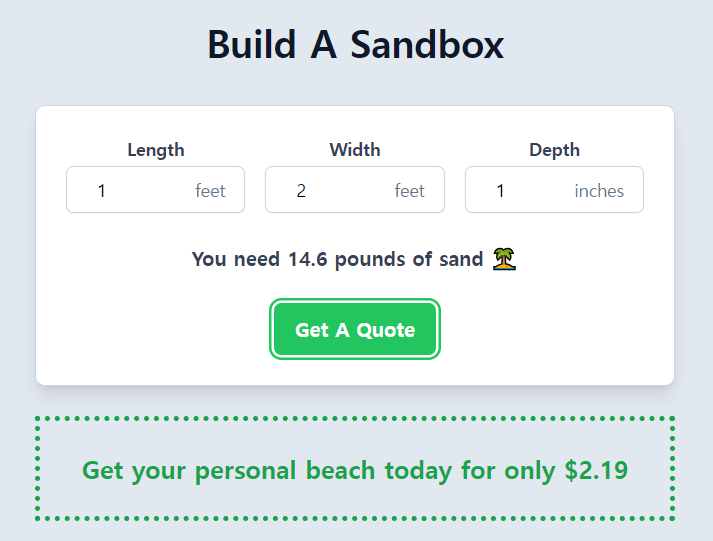 Build A Sandbox
Length Width Depth
1 feet 2 feet 1 inches
You need 14.6 pounds of sand 🏝️
Get A Quote
Get your personal beach today for only $2.19